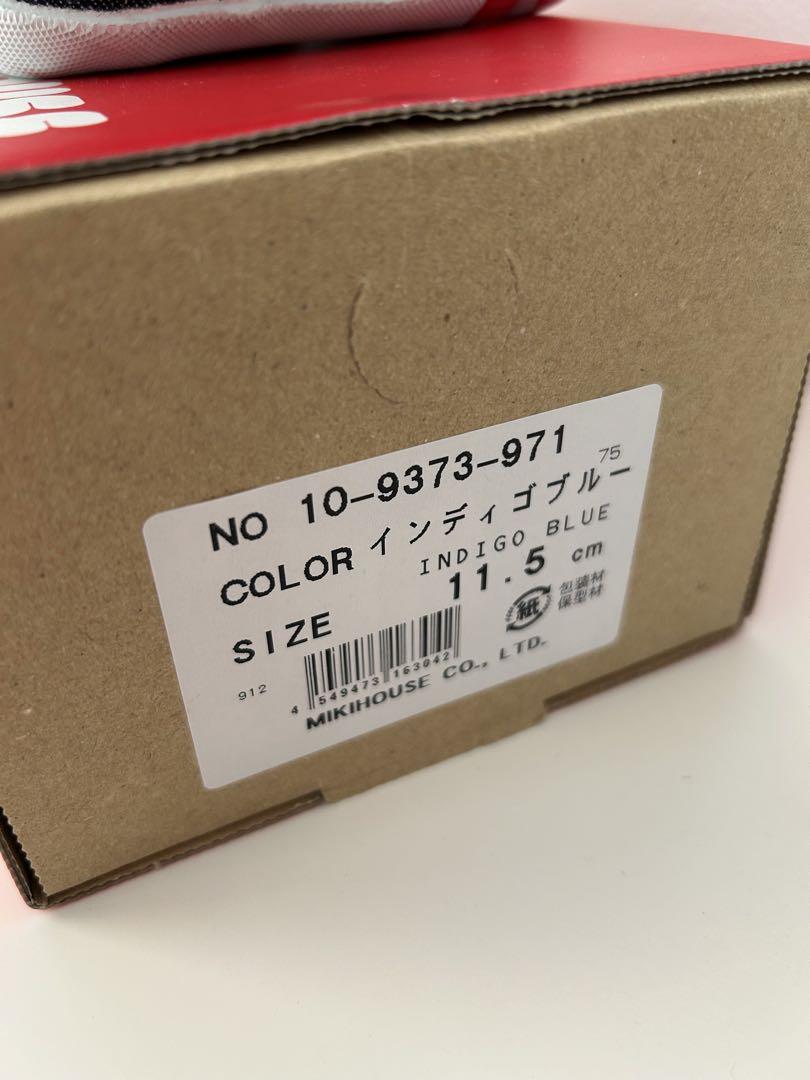 NO 10-9373-971 75
COLOR インディゴブルー
INDIGO BLUE
SIZE 11.5 cm
紙 包装材
保型材
912
4 549473 163042
MIKIHOUSE CO., LTD.